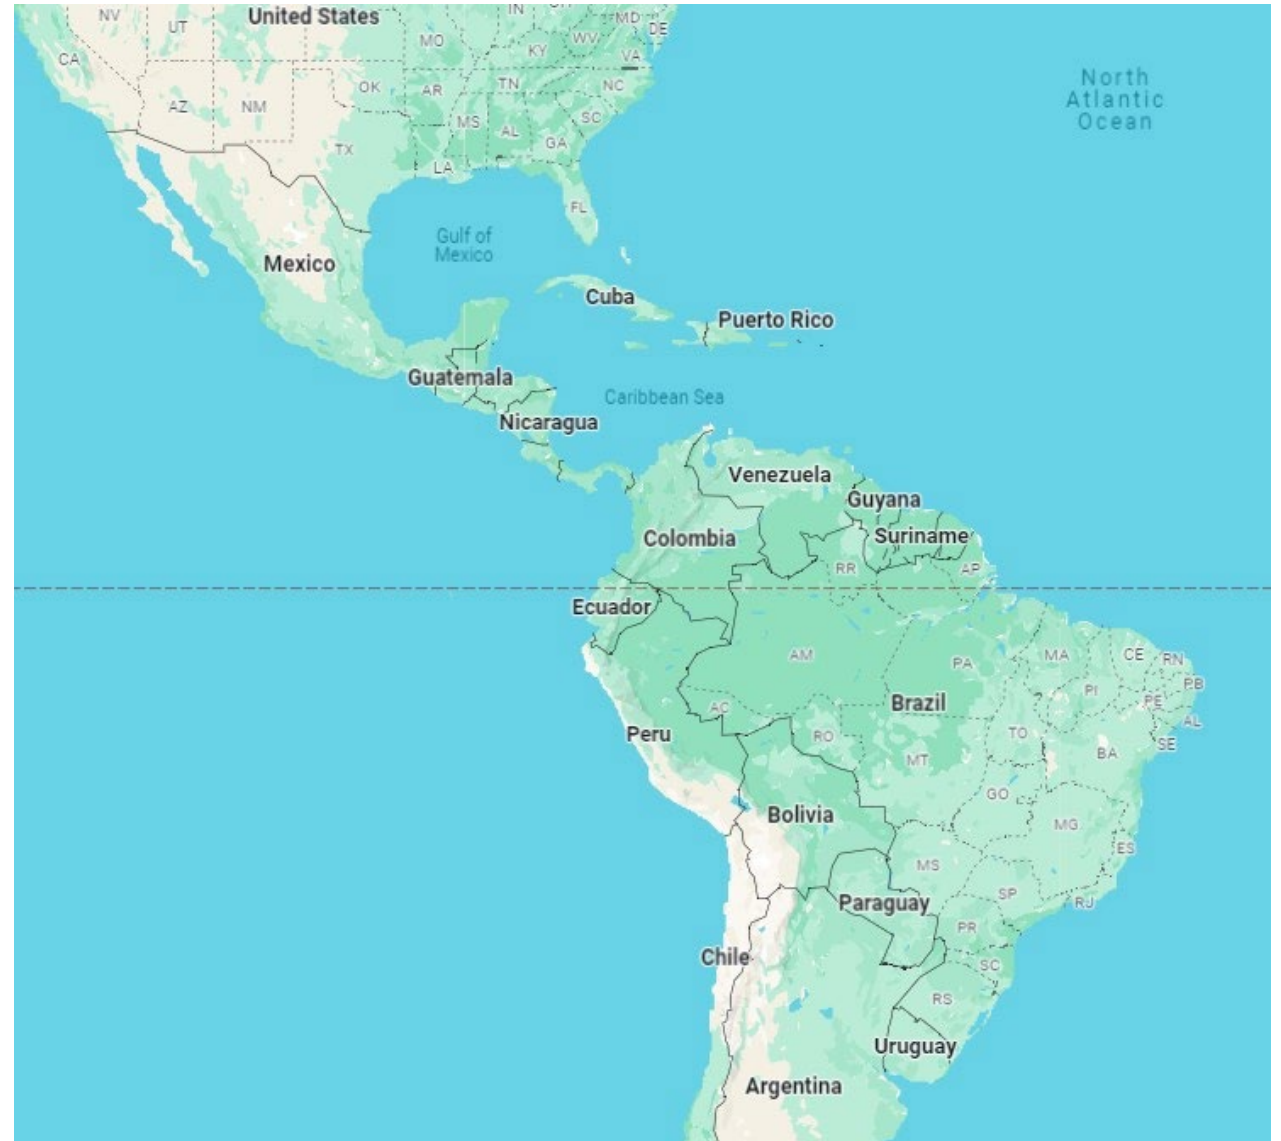 United States
NV
UT
IN
MD
DE
CA
MO
KY
WV
VA
AZ
NM
OK
AR
TN
NC
TX
MS
AL
SC
GA
LA
FL
North
Atlantic
Ocean
Gulf of
Mexico
Mexico
Cuba
Puerto Rico
Guatemala
Caribbean Sea
Nicaragua
Venezuela
Guyana
Colombia
Suriname
RR
AP
Ecuador
AM
PA
MA
CE
RN
PI
PB
PE
Brazil
AC
AL
Peru
RO
TO
SE
MT
BA
GO
Bolivia
MG
ES
MS
SP
Paraguay
RJ
PR
Chile
SC
RS
Uruguay
Argentina